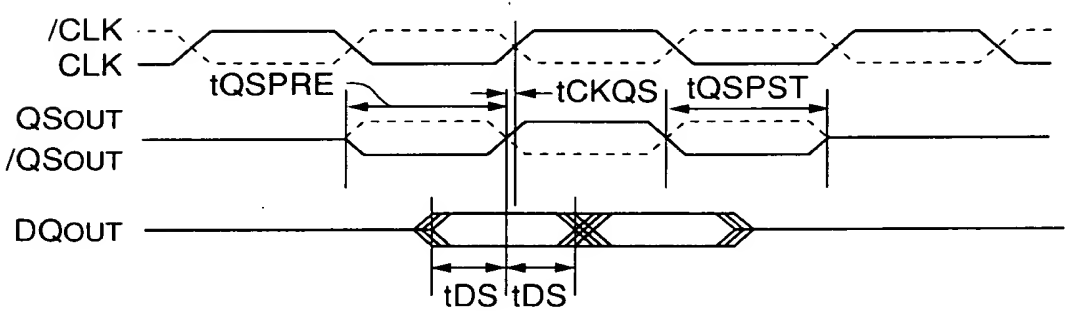 /CLK
CLK
tQSPRE
tCKQS
tQSPST
QSOUT
/QSOUT
DQOUT
tDS
tDS